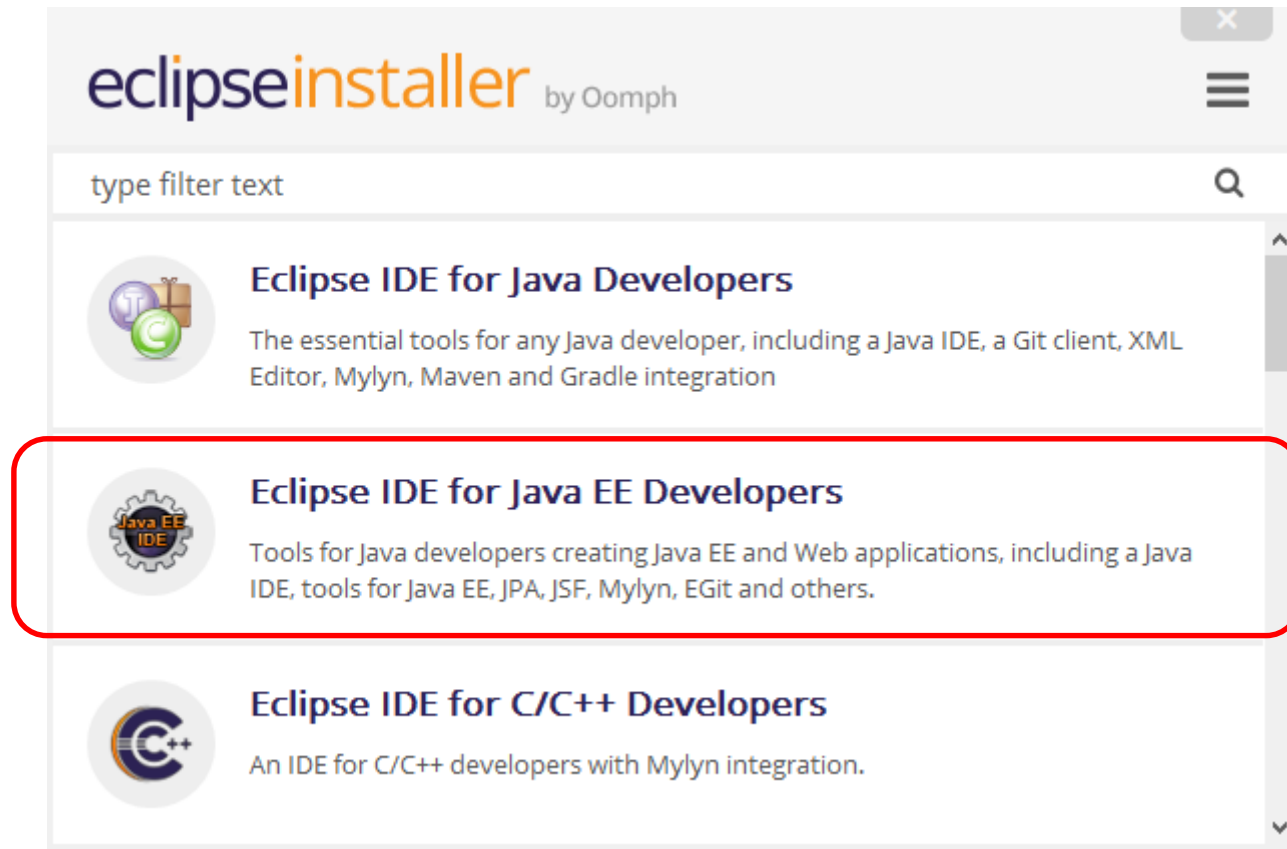 eclipseinstaller by Oomph
type filter text
Eclipse IDE for Java Developers
The essential tools for any Java developer, including a Java IDE, a Git client, XML
Editor, Mylyn, Maven and Gradle integration
Java EE
IDE
Eclipse IDE for Java EE Developers
Tools for Java developers creating Java EE and Web applications, including a Java
IDE, tools for Java EE, JPA, JSF, Mylyn, EGit and others.
C++
Eclipse IDE for C/C++ Developers
An IDE for C/C++ developers with Mylyn integration.